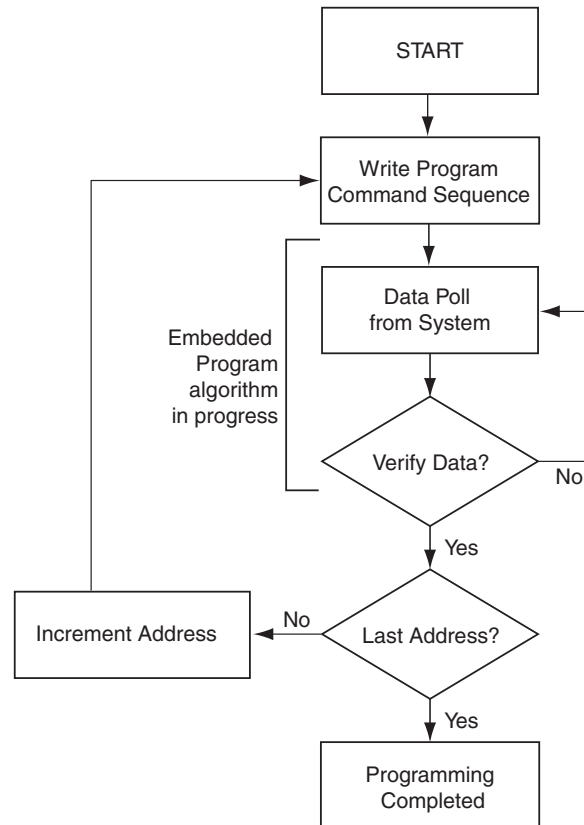 START
Write Program
Command Sequence
Data Poll
from System
Embedded
Program
algorithm
in progress
Verify Data?
No
Yes
Increment Address
No
Last Address?
Yes
Programming
Completed